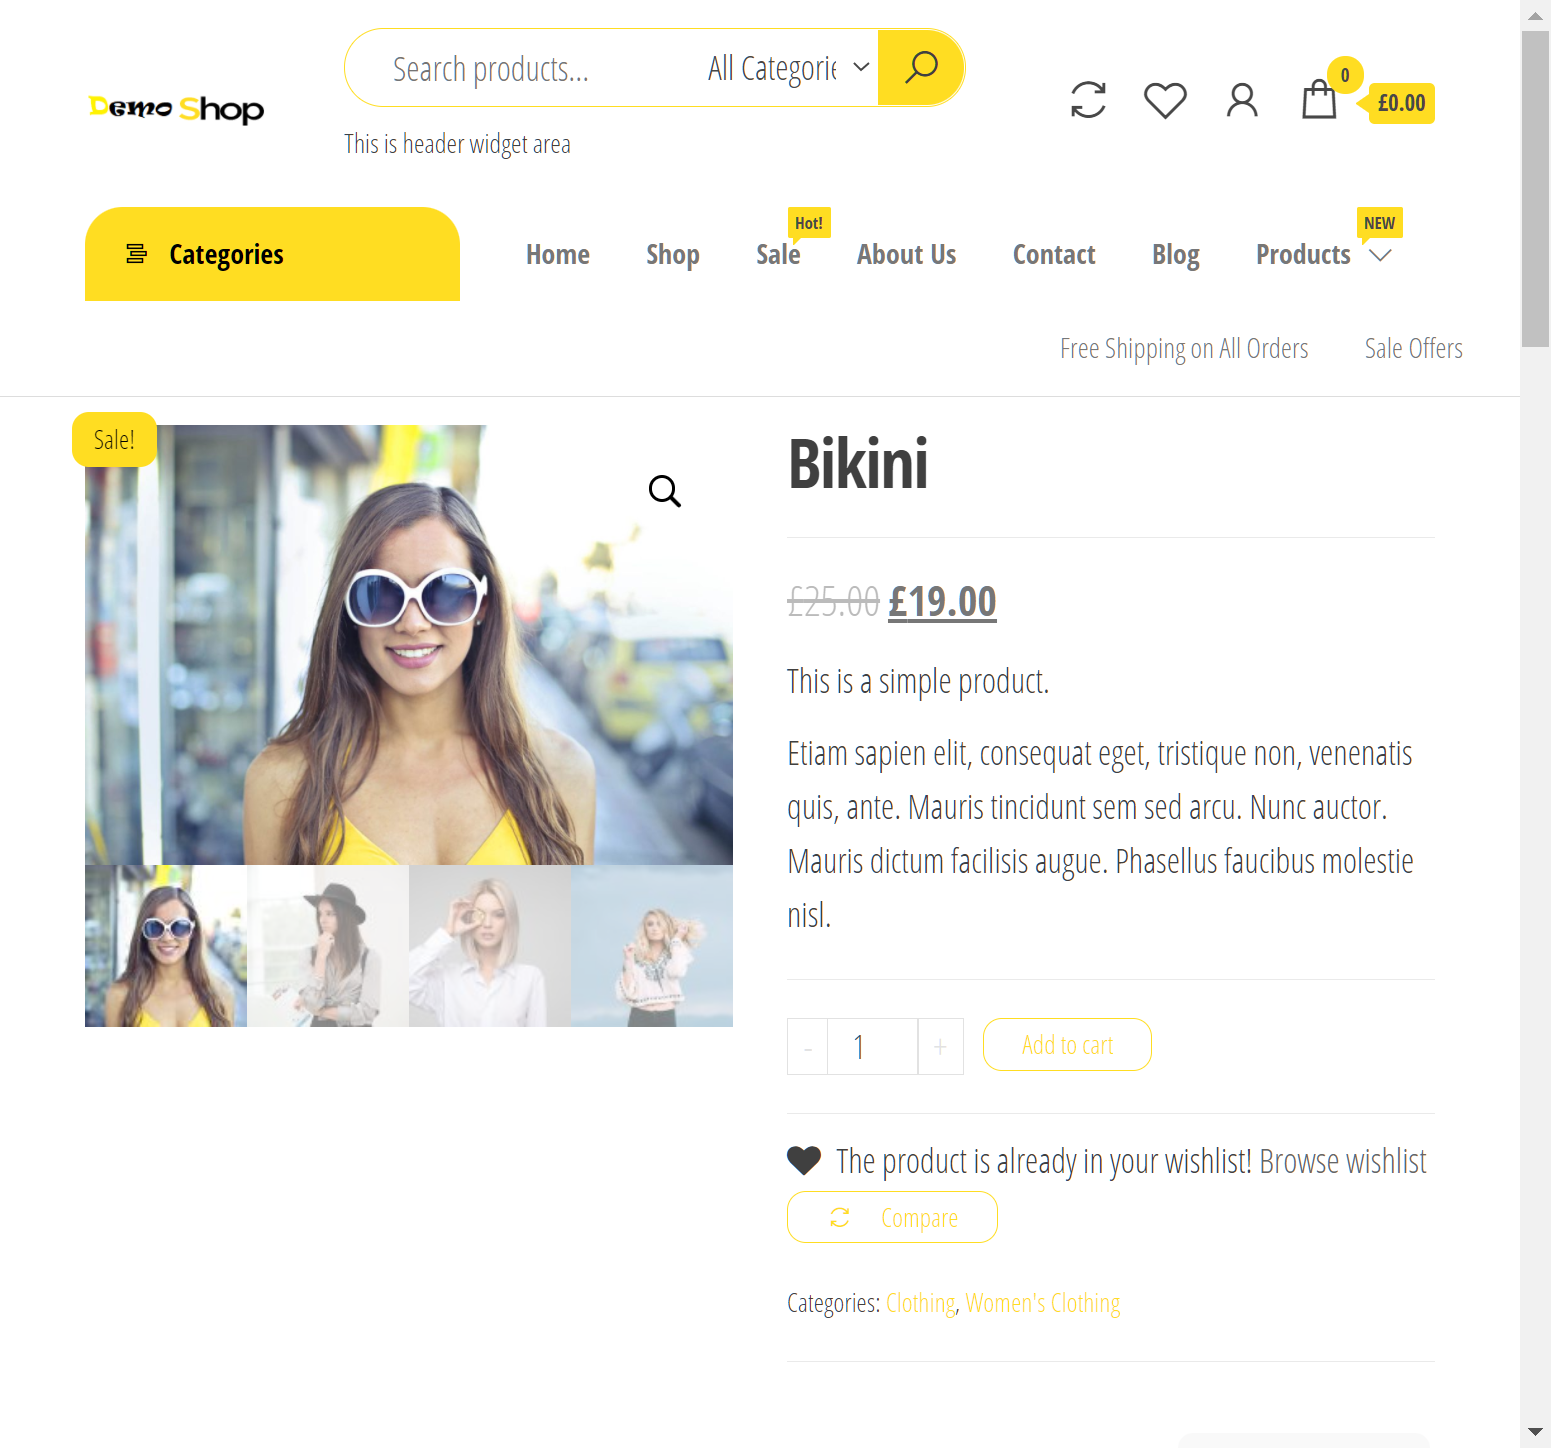 Demo Shop
Search products...
All Categorie
This is header widget area
0
£0.00
Categories
Home
Shop
Sale
Hot!
About Us
Contact
Blog
Products
NEW
Free Shipping on All Orders
Sale Offers
Sale!
Bikini
£25.00 £19.00
This is a simple product.
Etiam sapien elit, consequat eget, tristique non, venenatis
quis, ante. Mauris tincidunt sem sed arcu. Nunc auctor.
Mauris dictum facilisis augue. Phasellus faucibus molestie
nisl.
- 1 +
Add to cart
The product is already in your wishlist! Browse wishlist
Compare
Categories: Clothing, Women's Clothing